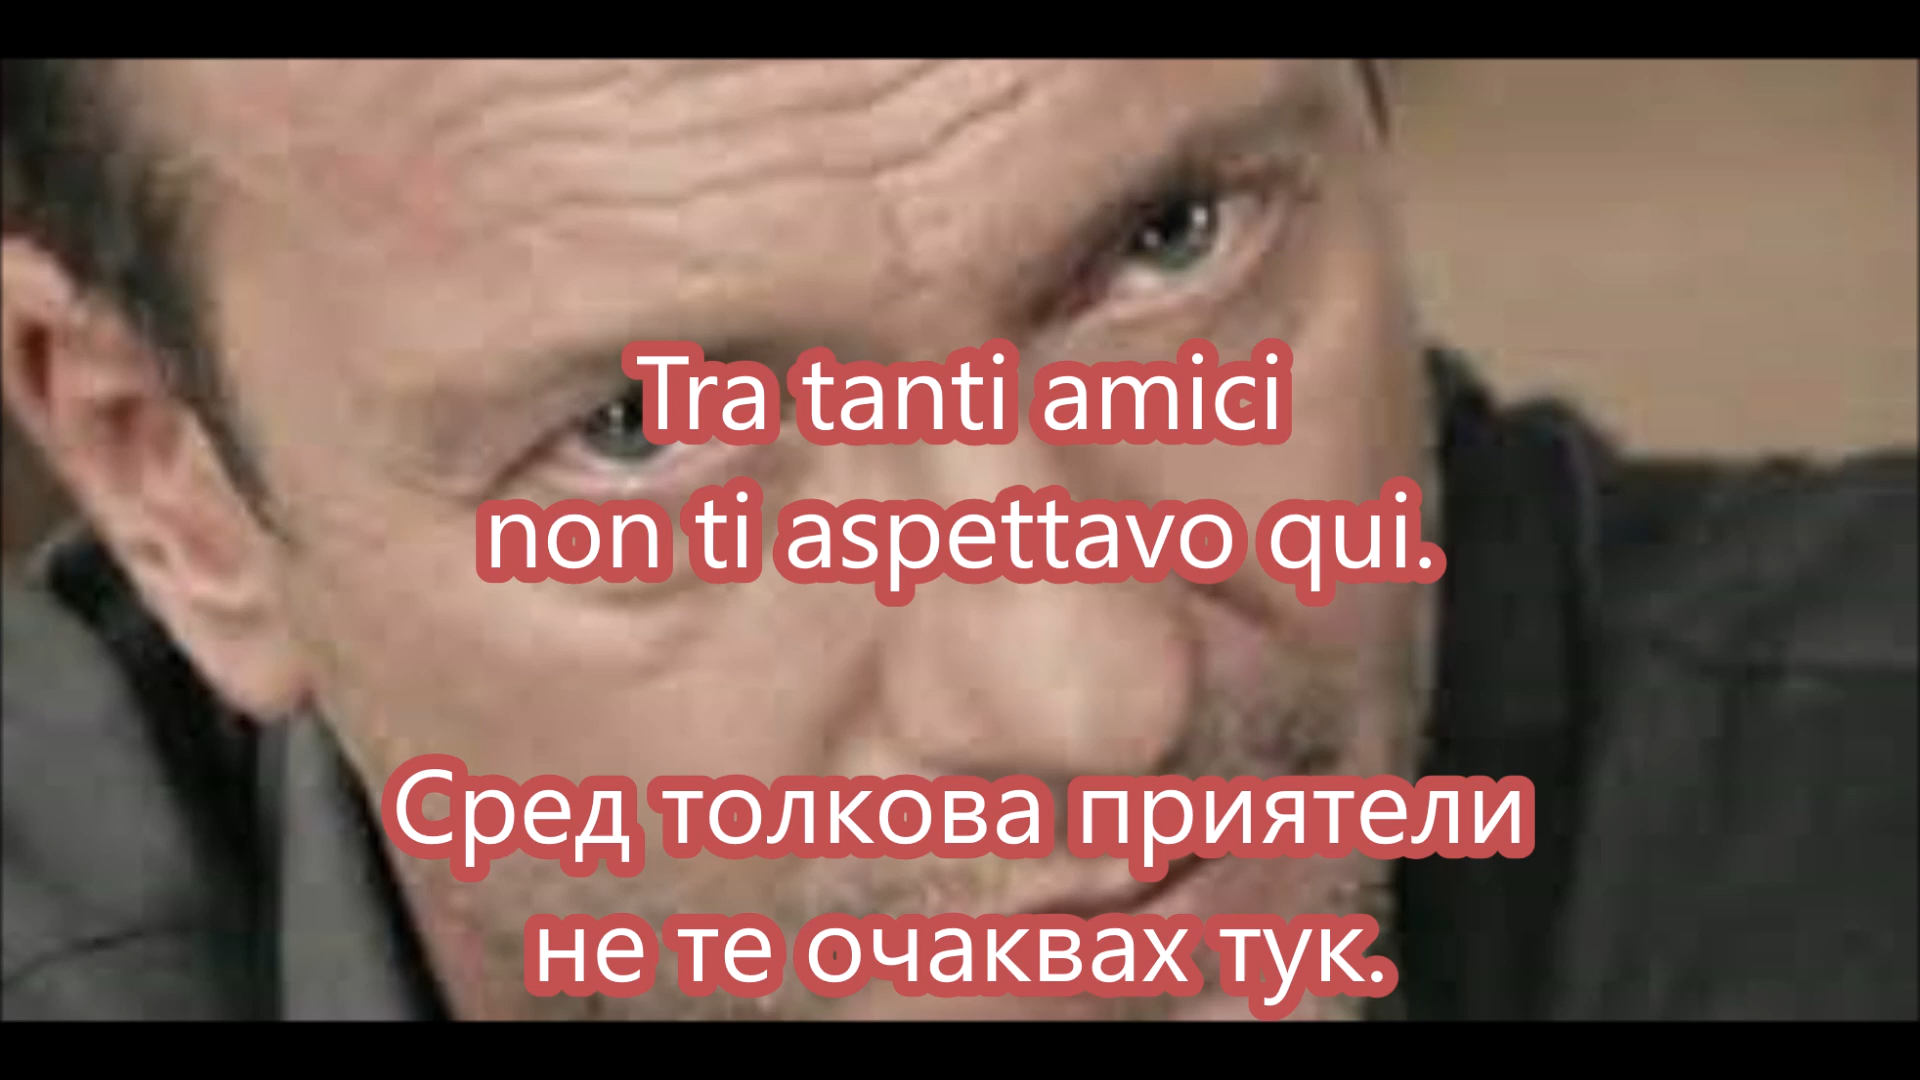 Tra tanti amici
non ti aspettavo qui.
Сред толкова приятели
не те очаквах тук.